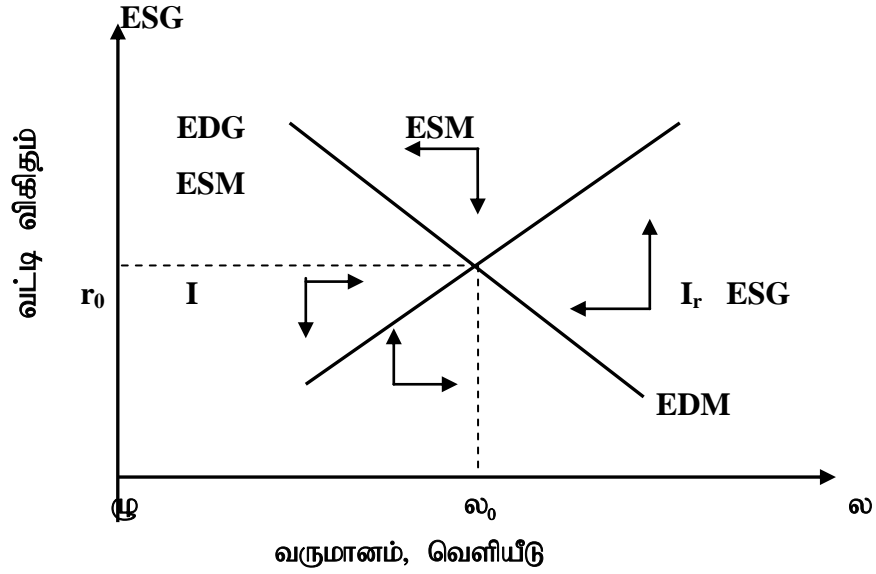 ESG
EDG ESM
ESM
வட்டி விகிதம்
r₀ I Iᵣ ESG
EDM
ழு ல₀ ல
வருமானம், வெளியீடு